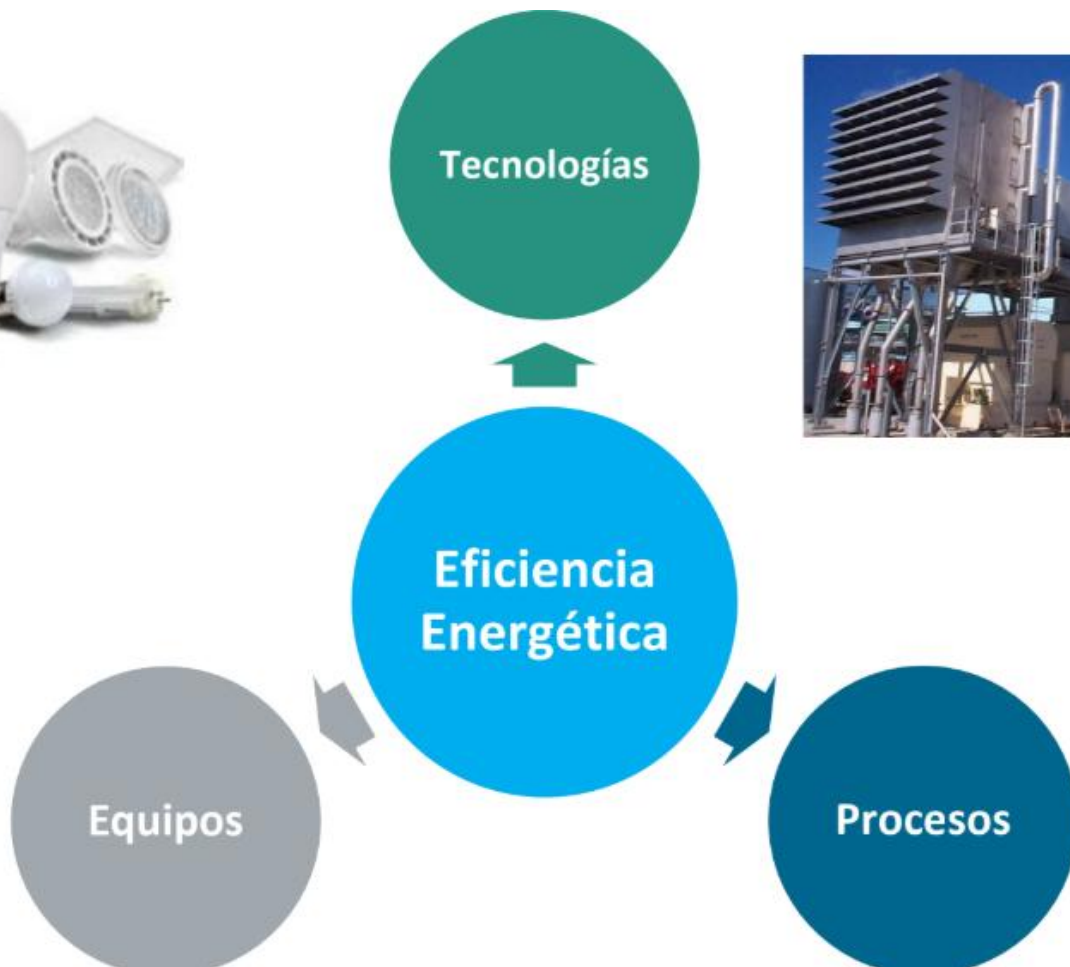 Tecnologías
Eficiencia
Energética
Equipos
Procesos